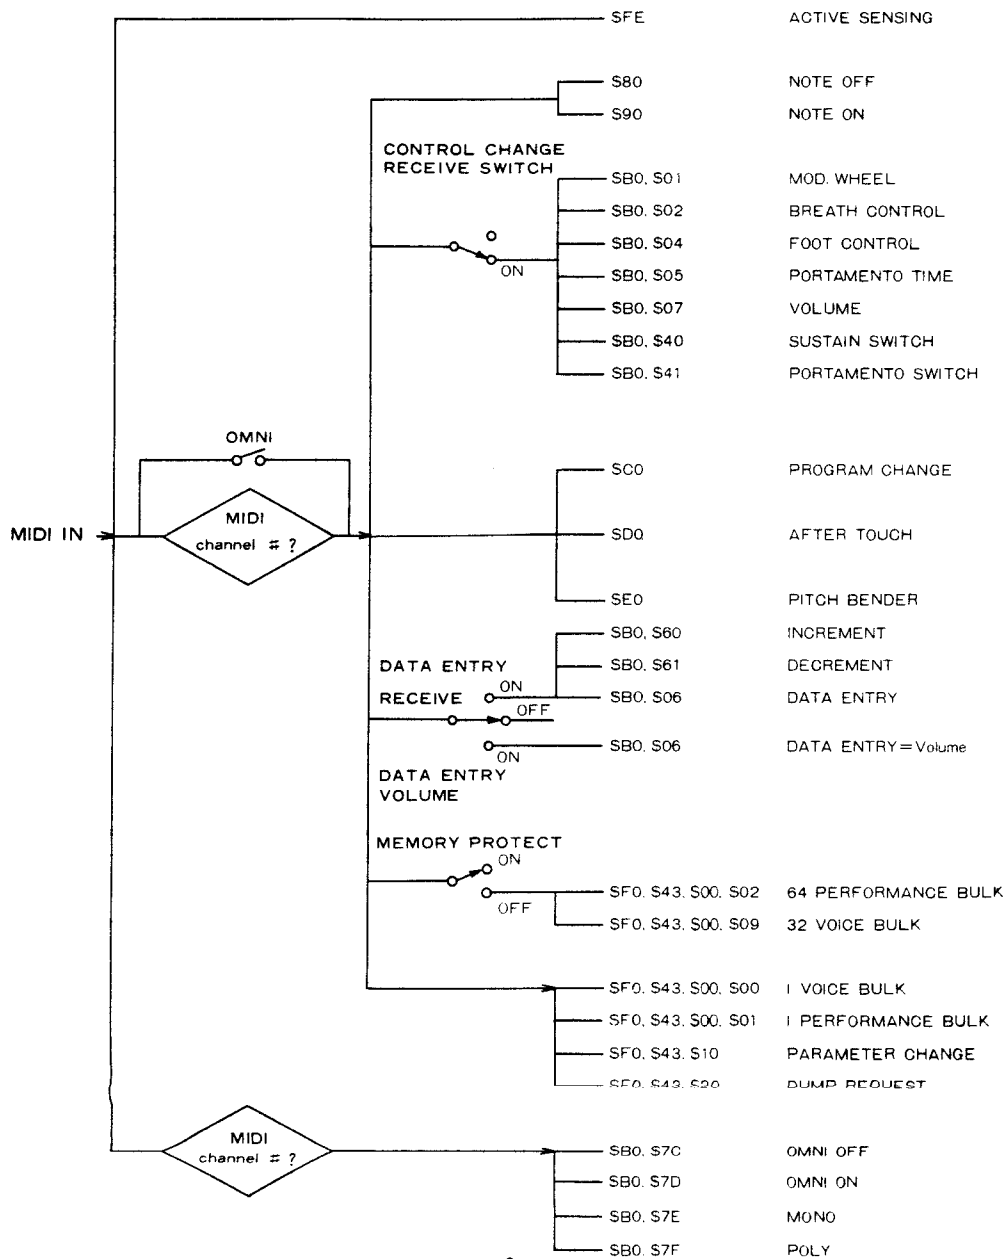 SFE ACTIVE SENSING
S80 NOTE OFF
S90 NOTE ON
CONTROL CHANGE
RECEIVE SWITCH
SB0, S01 MOD. WHEEL
SB0. S02 BREATH CONTROL
SB0, S04 FOOT CONTROL
ON
SB0, S05 PORTAMENTO TIME
SB0, S07 VOLUME
SB0, S40 SUSTAIN SWITCH
SB0. S41 PORTAMENTO SWITCH
OMNI
SC0 PROGRAM CHANGE
MIDI IN
MIDI
channel # ?
SD0 AFTER TOUCH
SE0 PITCH BENDER
SB0, S60 INCREMENT
DATA ENTRY
RECEIVE
SB0, S61 DECREMENT
ON
SB0, S06 DATA ENTRY
OFF
SB0, S06 DATA ENTRY=Volume
ON
DATA ENTRY
VOLUME
MEMORY PROTECT
ON
OFF
SF0, S43. S00, S02 64 PERFORMANCE BULK
SF0, S43. S00, S09 32 VOICE BULK
SF0, S43. S00, S00 I VOICE BULK
SF0, S43. S00. S01 I PERFORMANCE BULK
SF0, S43. S10 PARAMETER CHANGE
SF0, S43. S20 DUMP REQUEST
MIDI
channel # ?
SB0. S7C OMNI OFF
SB0. S7D OMNI ON
SB0. S7E MONO
SB0. S7F POLY